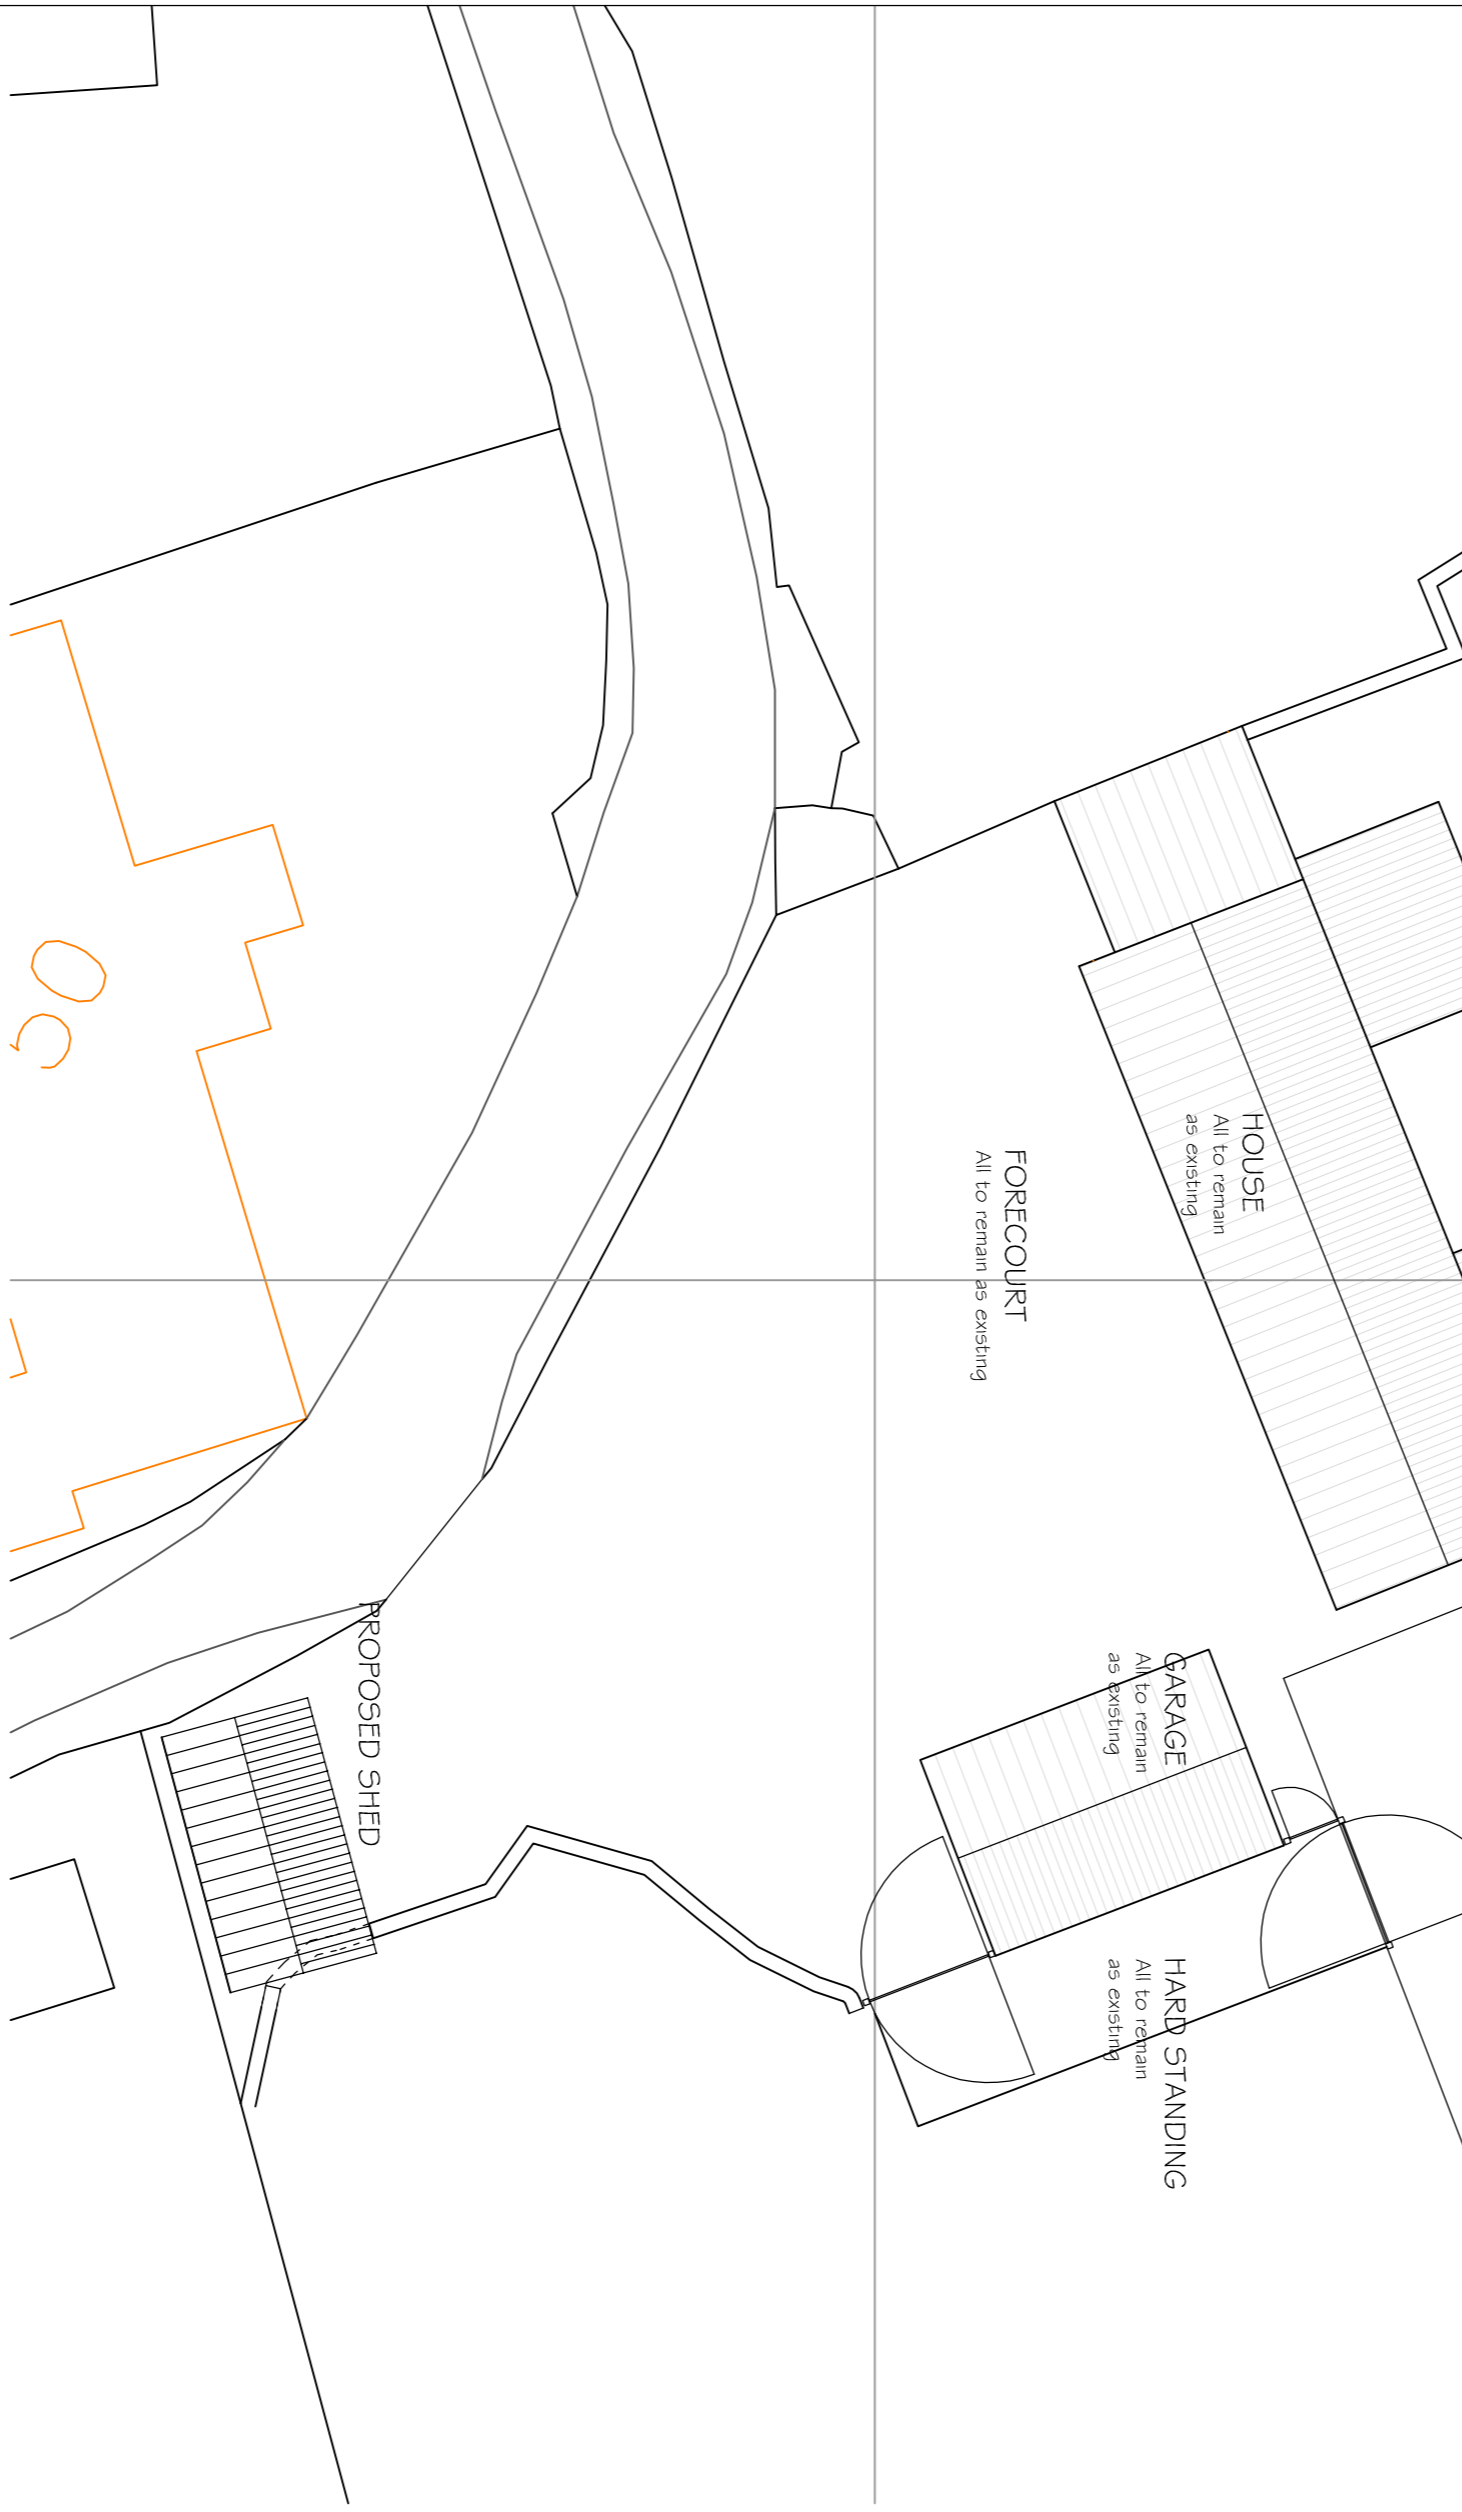 HOUSE
All to remain
as existing
FORECOURT
All to remain as existing
GARAGE
All to remain
as existing
HARD STANDING
All to remain
as existing
PROPOSED SHED
50